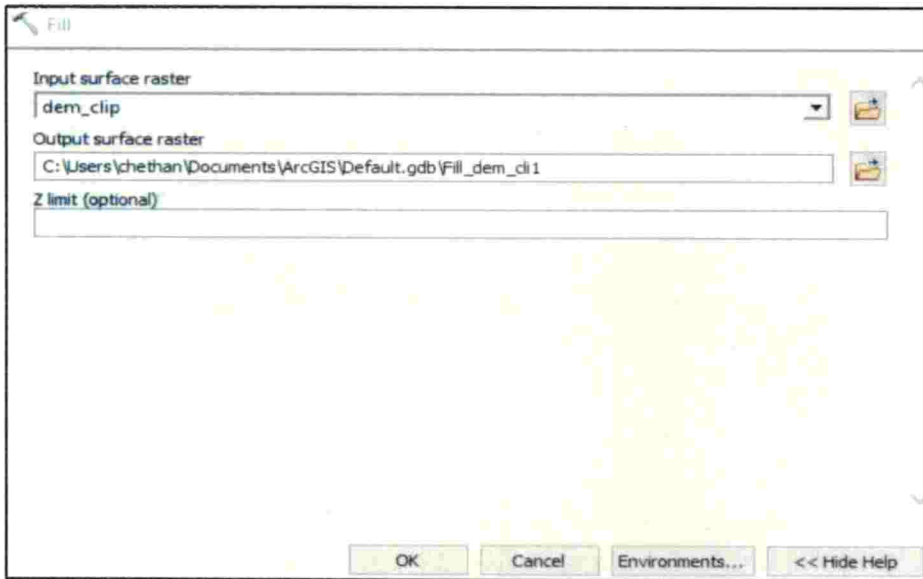 Fill
Input surface raster
dem_clip
Output surface raster
C:\Users\chethan\Documents\ArcGIS\Default.gdb\Fill_dem_cli1
Z limit (optional)
OK Cancel Environments... << Hide Help